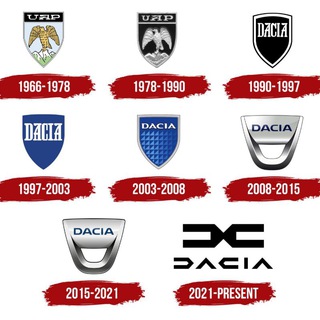 UAP
UAP
DACIA
1966-1978
1978-1990
1990-1997
DACIA
DACIA
DACIA
1997-2003
2003-2008
2008-2015
DACIA
DACIA
2015-2021
2021-PRESENT